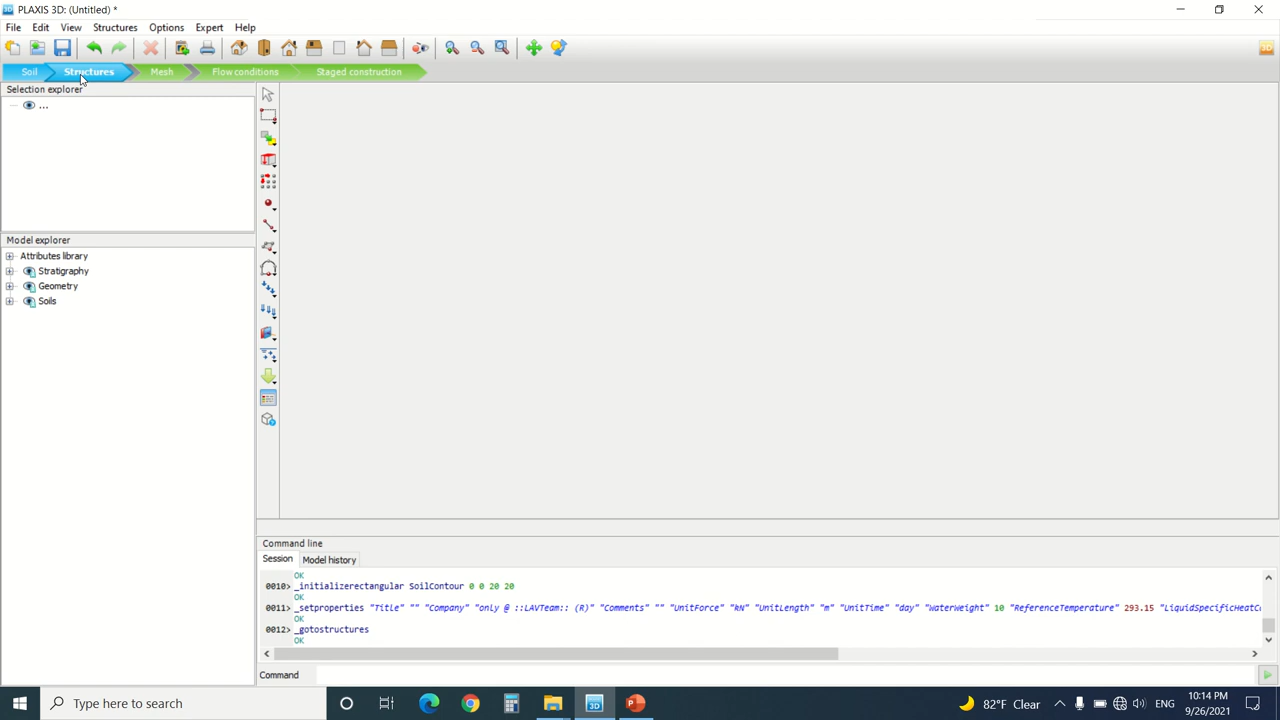 PLAXIS 3D: (Untitled) *
File Edit View Structures Options Expert Help
Soil Structures Mesh Flow conditions Staged construction
Selection explorer
...
Model explorer
Attributes library
Stratigraphy
Geometry
Soils
Command line
Session Model history
OK
0010> _initializerectangular SoilContour 0 0 20 20
OK
0011> _setproperties "Title" "" "Company" "only @ ::LAVTeam:: (R)" "Comments" "" "UnitForce" "kN" "UnitLength" "m" "UnitTime" "day" "WaterWeight" 10 "ReferenceTemperature" 293.15 "LiquidSpecificHeatC
OK
0012> _gotostructures
OK
Command
3D
Type here to search
3D
82°F Clear
ENG
10:14 PM
9/26/2021